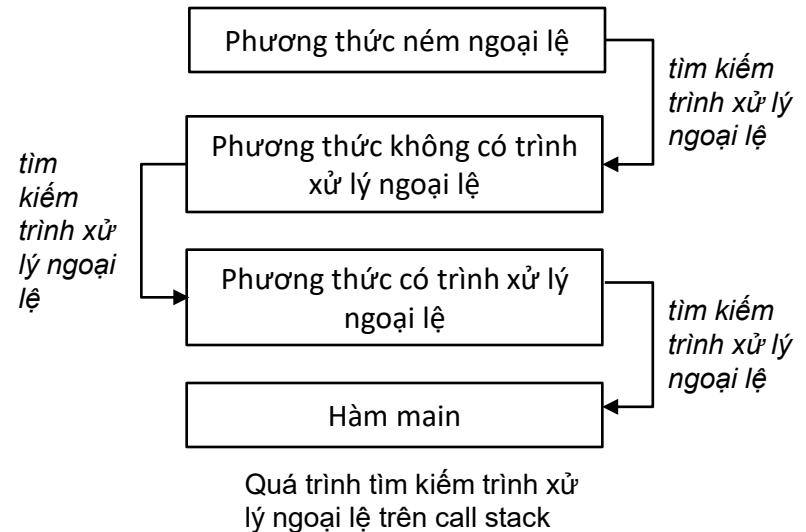 Phương thức ném ngoại lệ
tìm kiếm
trình xử lý
ngoại lệ
Phương thức không có trình
xử lý ngoại lệ
tìm
kiếm
trình xử
lý ngoại
lệ
Phương thức có trình xử lý
ngoại lệ
tìm kiếm
trình xử lý
ngoại lệ
Hàm main
Quá trình tìm kiếm trình xử
lý ngoại lệ trên call stack